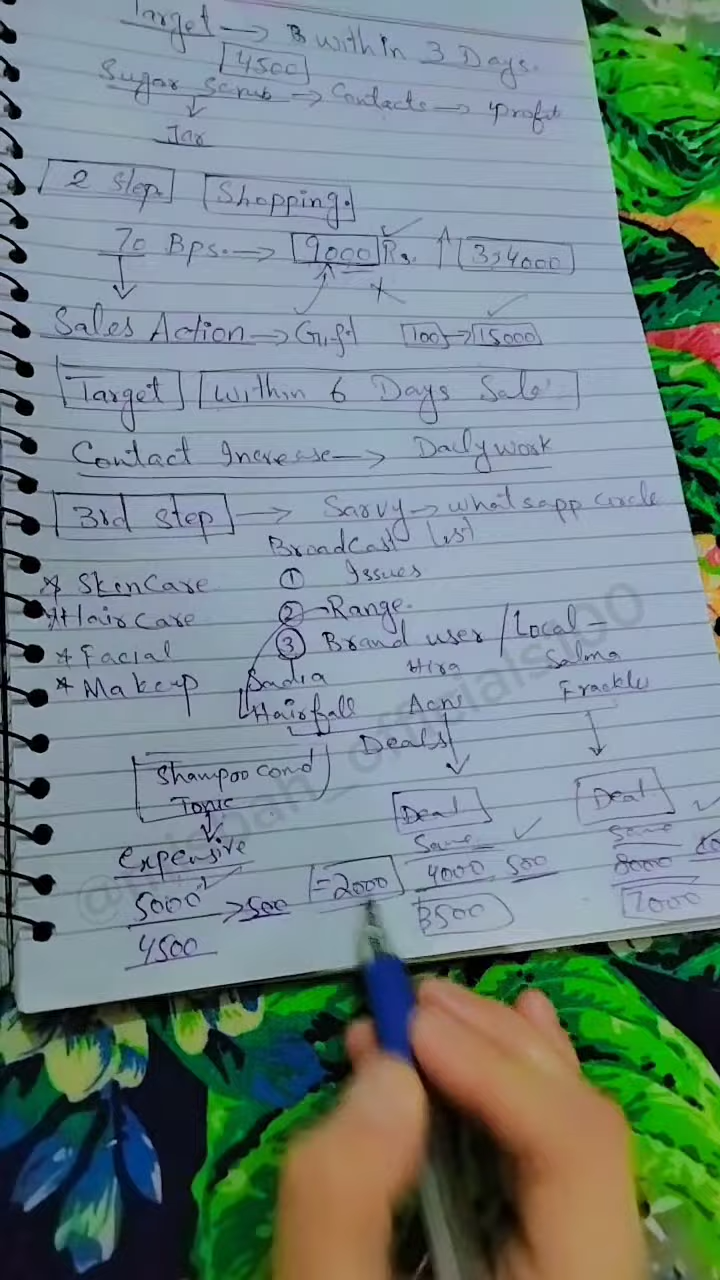 Target → B within 3 Days.
4500
Sugar Scrub → Contacts → profit
Jar
2 Step Shopping.
70 Bps. → 9000 Rs. ↑ 3,4000
Sales Action → Gift 100 → 15000
Target Within 6 Days Sale
Contact Increase → Daily work
3rd Step → Sarvy → whatsapp circle
Broadcast list
* SkinCare ① Issues
* Haircare ② Range.
* Facial ③ Brand user / Local -
* Makeup Sadia Hira Salma
Hairfall Acne Frackle
Deals
Shampoo cond Deal Deal
Tonic Same Same
Expensive 4000 500 8000
5000 > 500 = 2000 3500 7000
4500